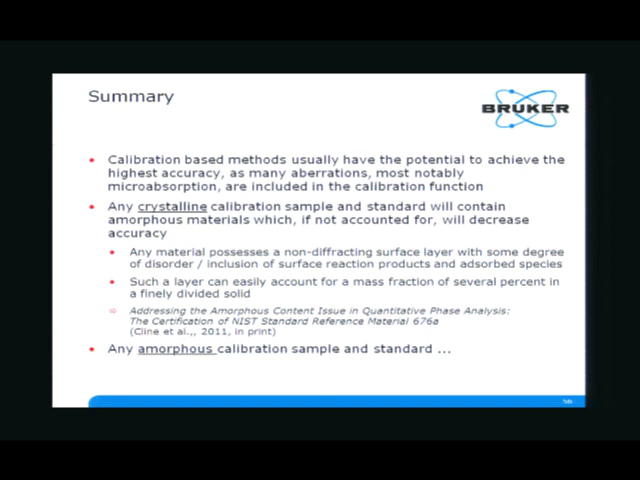 Summary
BRUKER
• Calibration based methods usually have the potential to achieve the
highest accuracy, as many aberrations, most notably
microabsorption, are included in the calibration function
• Any crystalline calibration sample and standard will contain
amorphous materials which, if not accounted for, will decrease
accuracy
• Any material possesses a non-diffracting surface layer with some degree
of disorder / inclusion of surface reaction products and adsorbed species
• Such a layer can easily account for a mass fraction of several percent in
a finely divided solid
⇨ Addressing the Amorphous Content Issue in Quantitative Phase Analysis:
The Certification of NIST Standard Reference Material 676a
(Cline et al.,, 2011, in print)
• Any amorphous calibration sample and standard ...